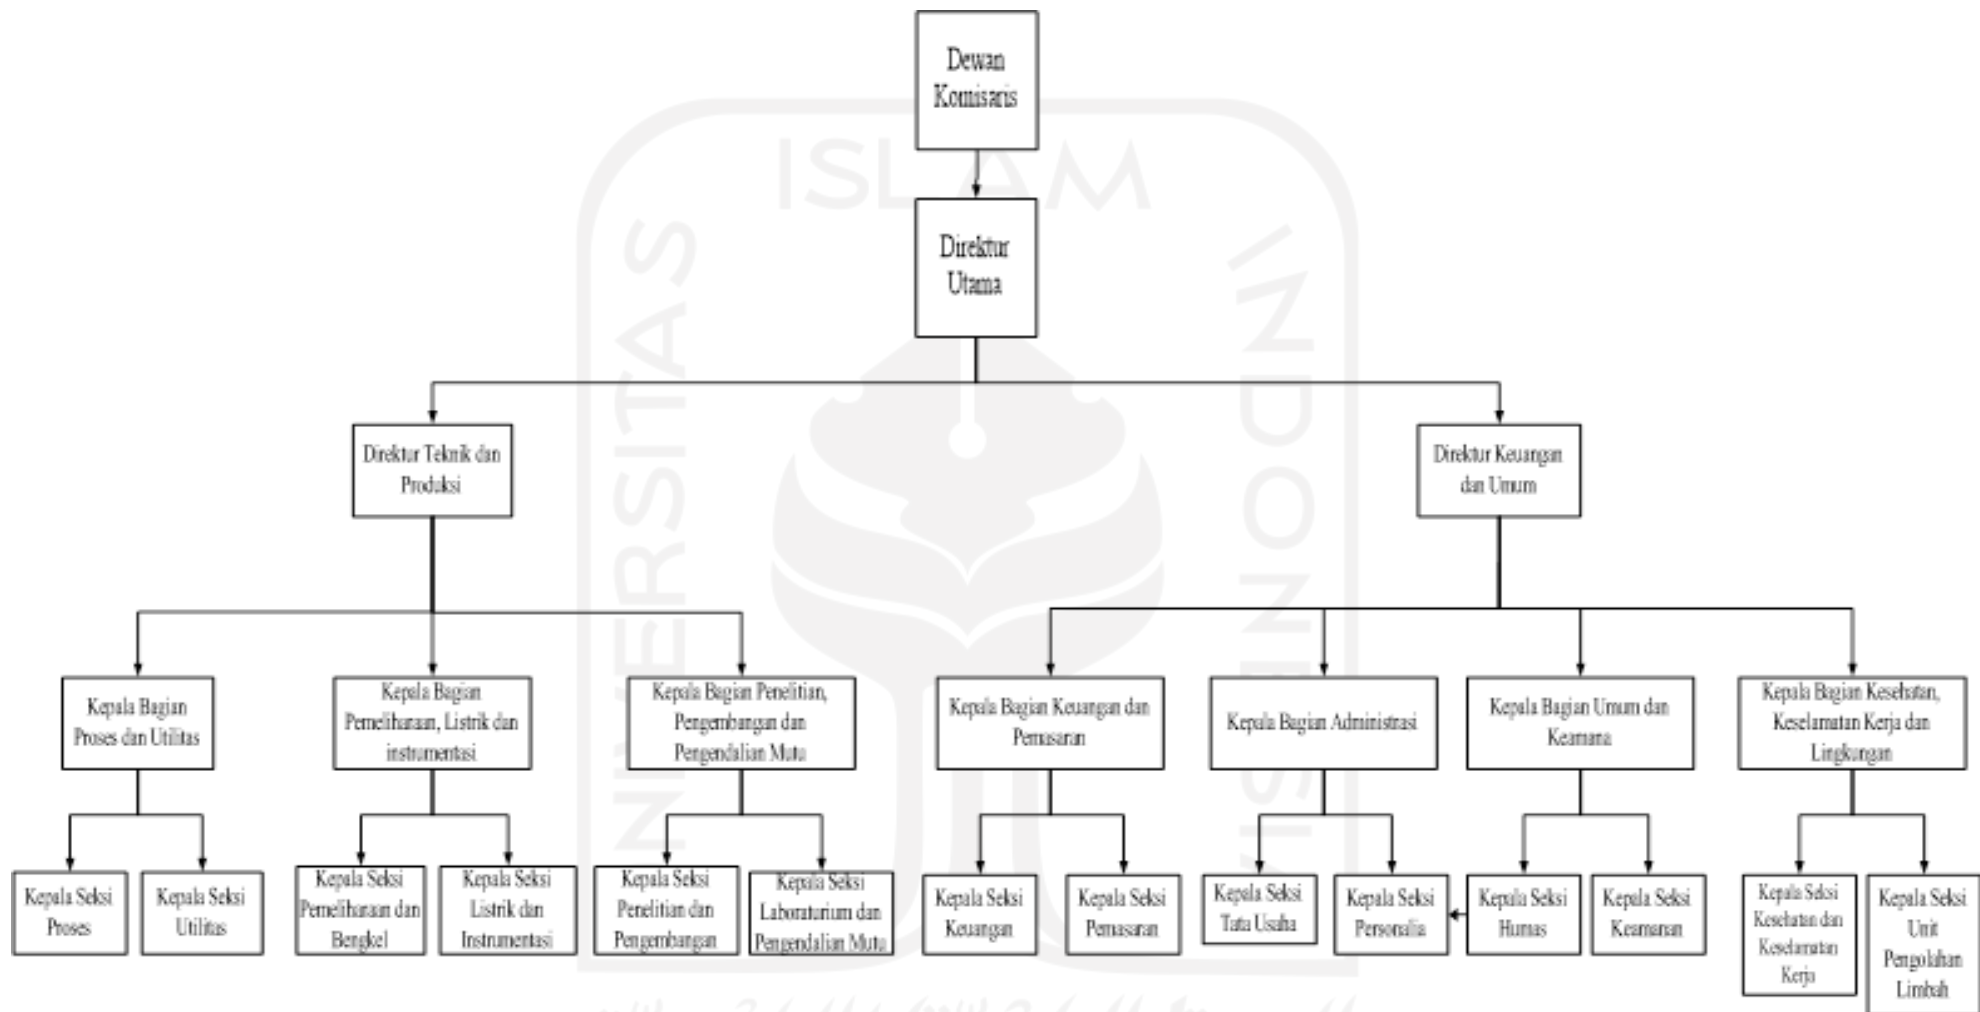 Dewan
Komisaris
ISLAM
UNIVERSITAS
INDONESIA
Direktur
Utama
Direktur Teknik dan
Produksi
Direktur Keuangan
dan Umum
Kepala Bagian
Proses dan Utilitas
Kepala Bagian
Pemeliharaan, Listrik dan
instrumentasi
Kepala Bagian Penelitian,
Pengembangan dan
Pengendalian Mutu
Kepala Bagian Keuangan dan
Pemasaran
Kepala Bagian Administrasi
Kepala Bagian Umum dan
Keamana
Kepala Bagian Kesehatan,
Keselamatan Kerja dan
Lingkungan
Kepala Seksi
Proses
Kepala Seksi
Utilitas
Kepala Seksi
Pemeliharaan dan
Bengkel
Kepala Seksi
Listrik dan
Instrumentasi
Kepala Seksi
Penelitian dan
Pengembangan
Kepala Seksi
Laboraturium dan
Pengendalian Mutu
Kepala Seksi
Keuangan
Kepala Seksi
Pemasaran
Kepala Seksi
Tata Usaha
Kepala Seksi
Personalia
Kepala Seksi
Humas
Kepala Seksi
Keamanan
Kepala Seksi
Kesehatan dan
Keselamatan
Kerja
Kepala Seksi
Unit
Pengolahan
Limbah